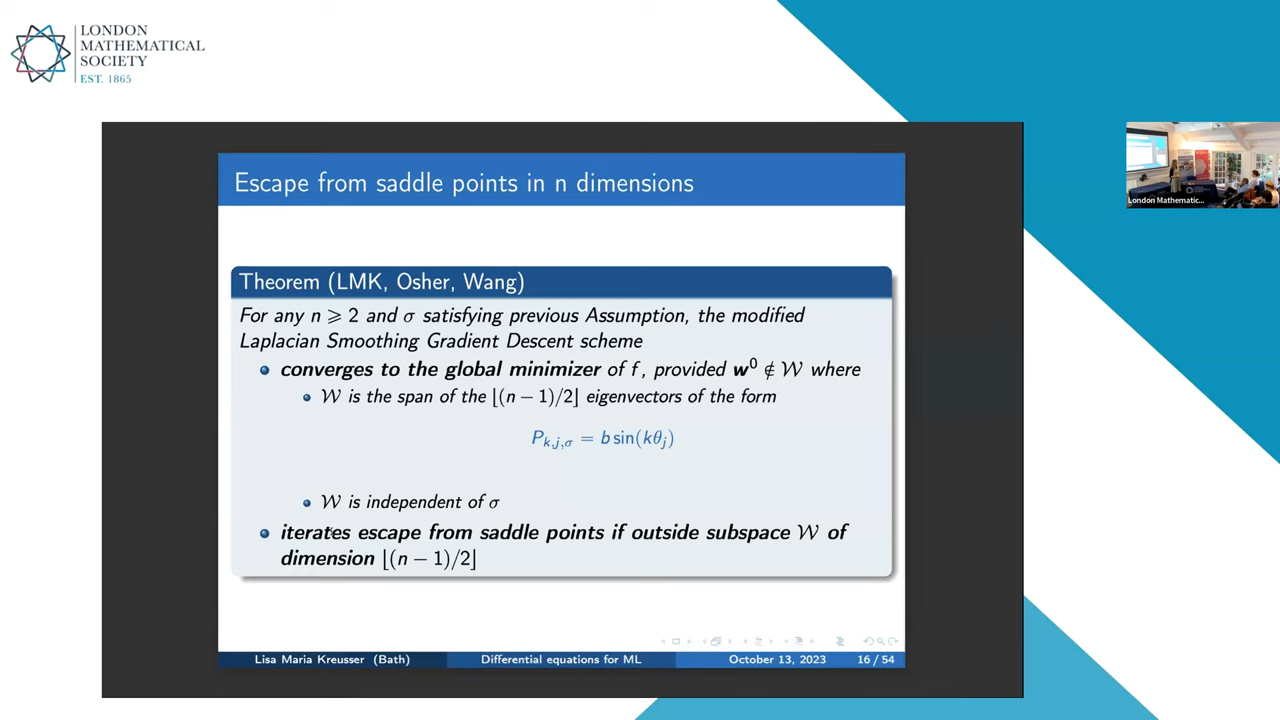 LONDON
MATHEMATICAL
SOCIETY
EST. 1865
London Mathematic...
Escape from saddle points in n dimensions
Theorem (LMK, Osher, Wang)
For any n ⩾ 2 and σ satisfying previous Assumption, the modified
Laplacian Smoothing Gradient Descent scheme
converges to the global minimizer of f, provided w⁰ ∉ 𝒲 where
𝒲 is the span of the ⌊(n − 1)/2⌋ eigenvectors of the form
P_{k,j,σ} = b sin(kθ_j)
𝒲 is independent of σ
iterates escape from saddle points if outside subspace 𝒲 of
dimension ⌊(n − 1)/2⌋
Lisa Maria Kreusser (Bath) Differential equations for ML October 13, 2023 16 / 54